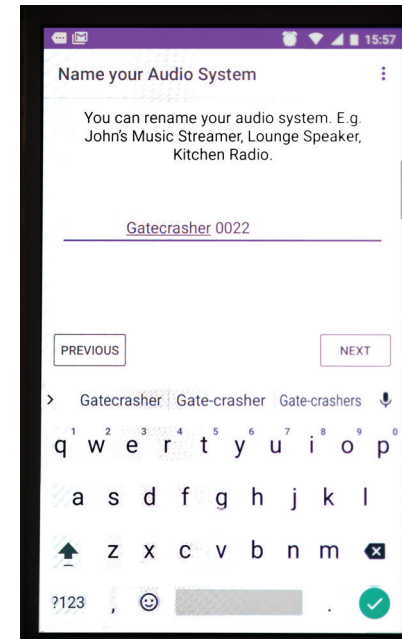 15:57
Name your Audio System
You can rename your audio system. E.g.
John's Music Streamer, Lounge Speaker,
Kitchen Radio.
Gatecrasher 0022
PREVIOUS
NEXT
> Gatecrasher Gate-crasher Gate-crashers
1 2 3 4 5 6 7 8 9 0
q w e r t y u i o p
a s d f g h j k l
z x c v b n m
?123 , .